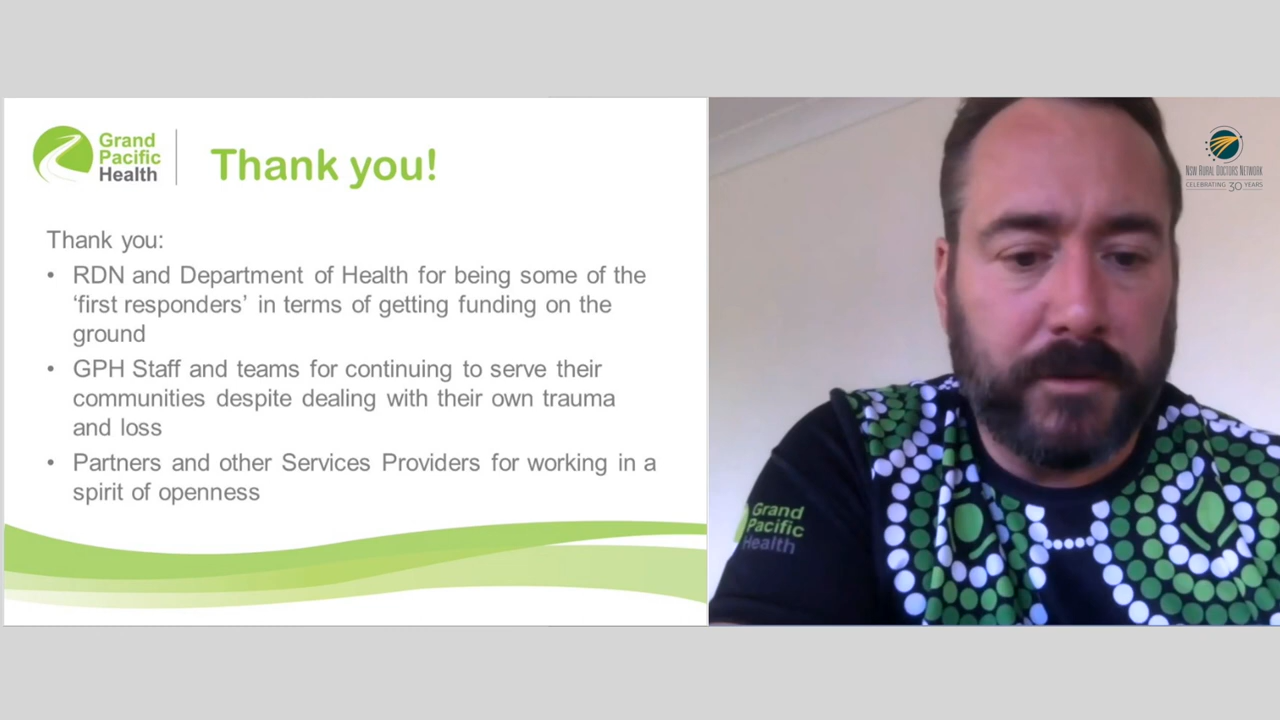 Grand
Pacific
Health
Thank you!
Thank you:
• RDN and Department of Health for being some of the
‘first responders’ in terms of getting funding on the
ground
• GPH Staff and teams for continuing to serve their
communities despite dealing with their own trauma
and loss
• Partners and other Services Providers for working in a
spirit of openness
NSW RURAL DOCTORS NETWORK
CELEBRATING 30 YEARS
Grand
Pacific
Health